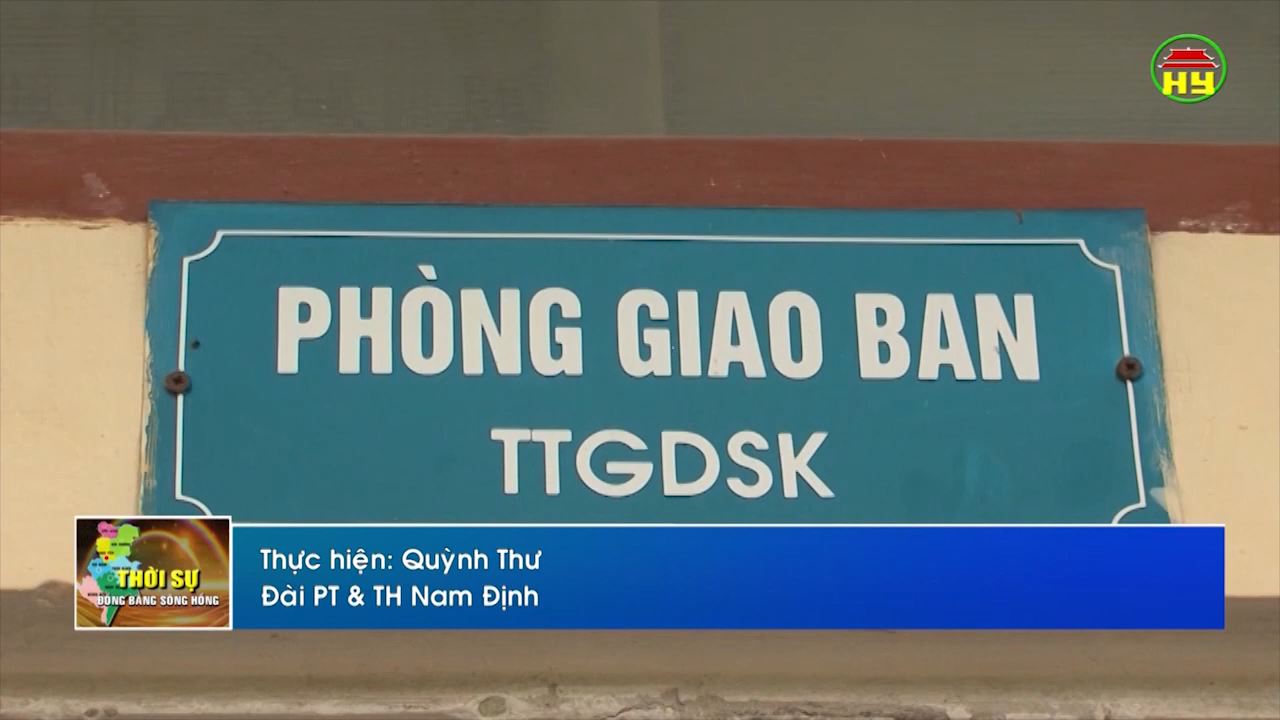 HY
PHÒNG GIAO BAN
TTGDSK
THỜI SỰ
ĐỒNG BẰNG SÔNG HỒNG
Thực hiện: Quỳnh Thư
Đài PT & TH Nam Định